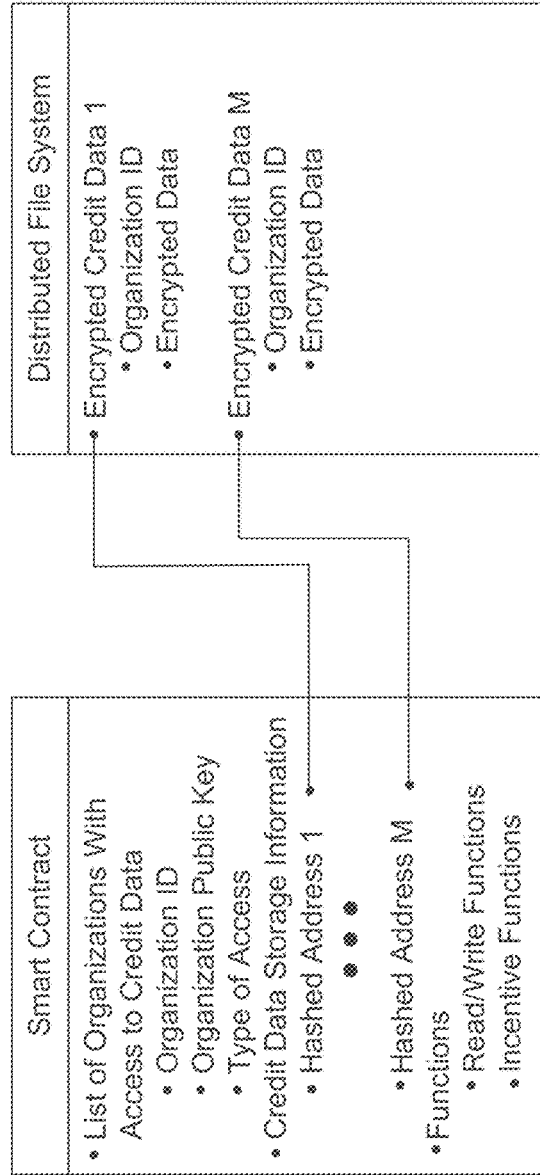 Smart Contract
• List of Organizations With
Access to Credit Data
• Organization ID
• Organization Public Key
• Type of Access
• Credit Data Storage Information
• Hashed Address 1
• • •
• Hashed Address M
•Functions
• Read/Write Functions
• Incentive Functions
Distributed File System
• Encrypted Credit Data 1
• Organization ID
• Encrypted Data
• Encrypted Credit Data M
• Organization ID
• Encrypted Data